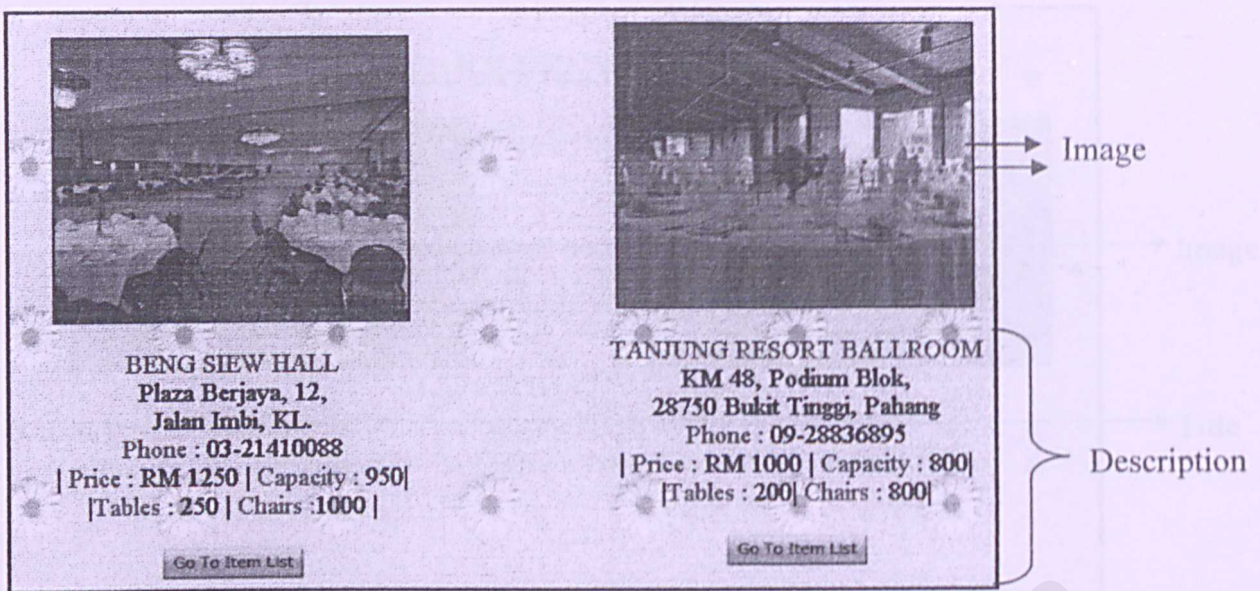 Image
BENG SIEW HALL
Plaza Berjaya, 12,
Jalan Imbi, KL.
Phone : 03-21410088
| Price : RM 1250 | Capacity : 950|
|Tables : 250 | Chairs :1000 |
Go To Item List
TANJUNG RESORT BALLROOM
KM 48, Podium Blok,
28750 Bukit Tinggi, Pahang
Phone : 09-28836895
| Price : RM 1000 | Capacity : 800|
|Tables : 200| Chairs : 800|
Go To Item List
Description
Image